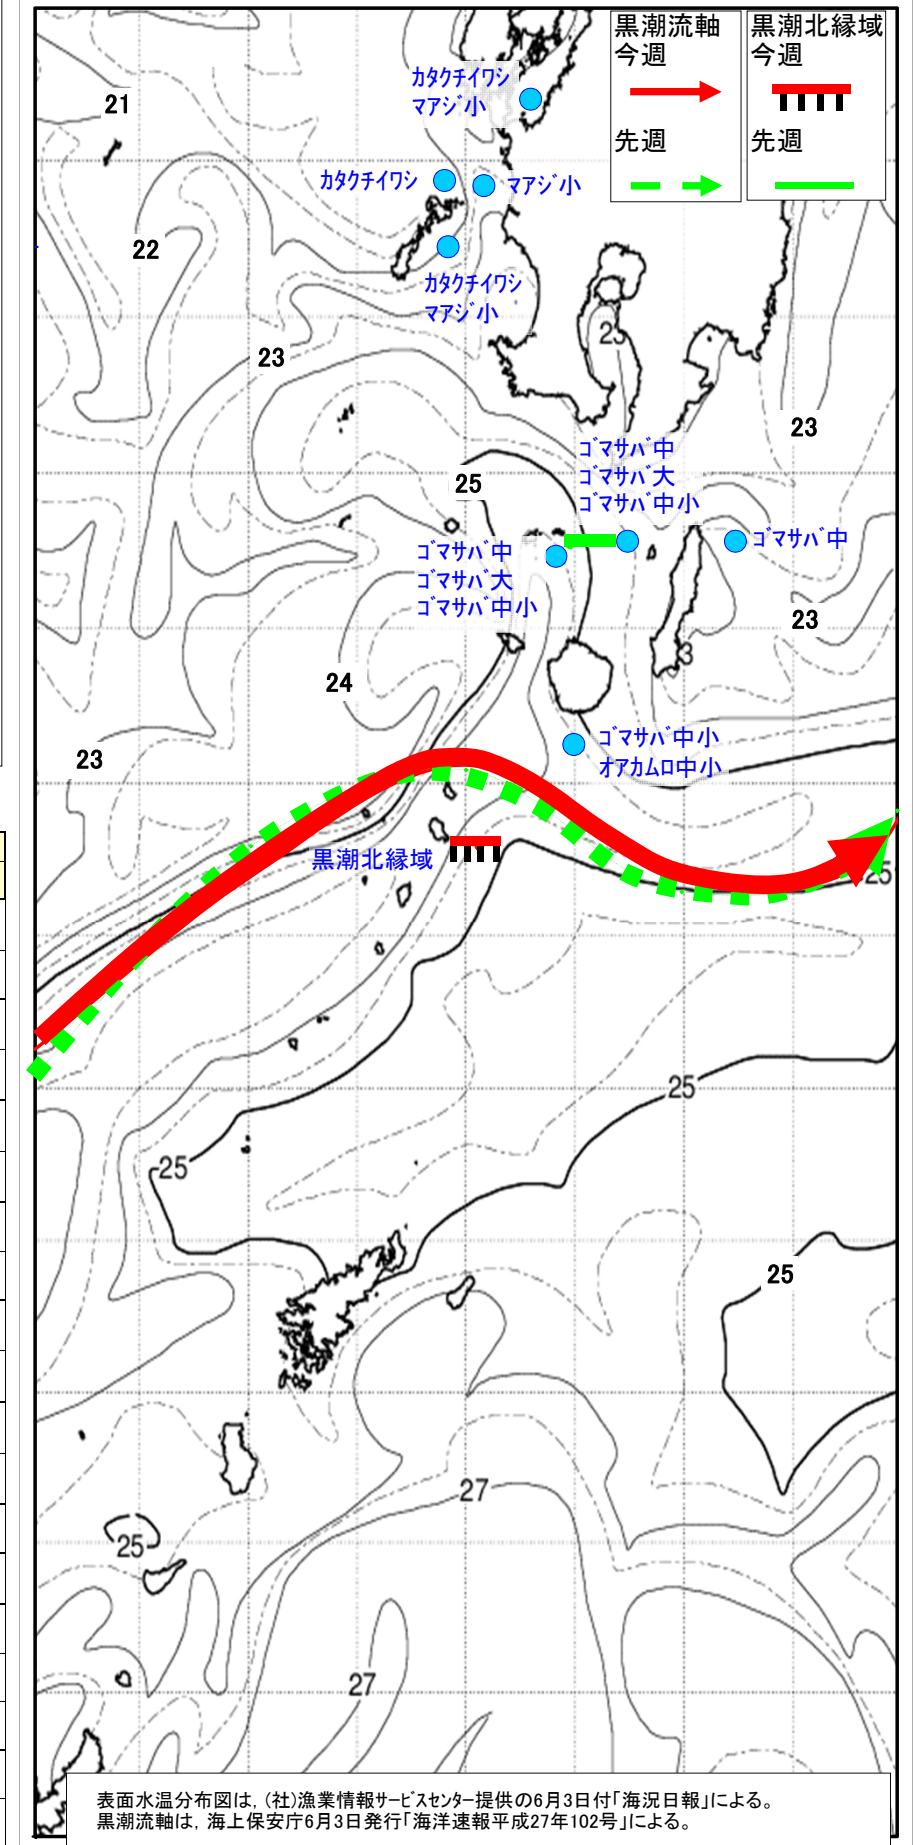 黒潮流軸
今週
先週
黒潮北縁域
今週
先週
カタクチイワシ
マアジ小
21
カタクチイワシ
マアジ小
22
カタクチイワシ
マアジ小
23
23
23
ゴマサバ中
ゴマサバ大
ゴマサバ中小
25
ゴマサバ中
ゴマサバ中
ゴマサバ大
ゴマサバ中小
23
24
ゴマサバ中小
オアカムロ中小
23
黒潮北縁域
25
25
25
25
27
25
27
表面水温分布図は，(社)漁業情報サービスセンター提供の6月3日付「海況日報」による。
黒潮流軸は，海上保安庁6月3日発行「海洋速報平成27年102号」による。